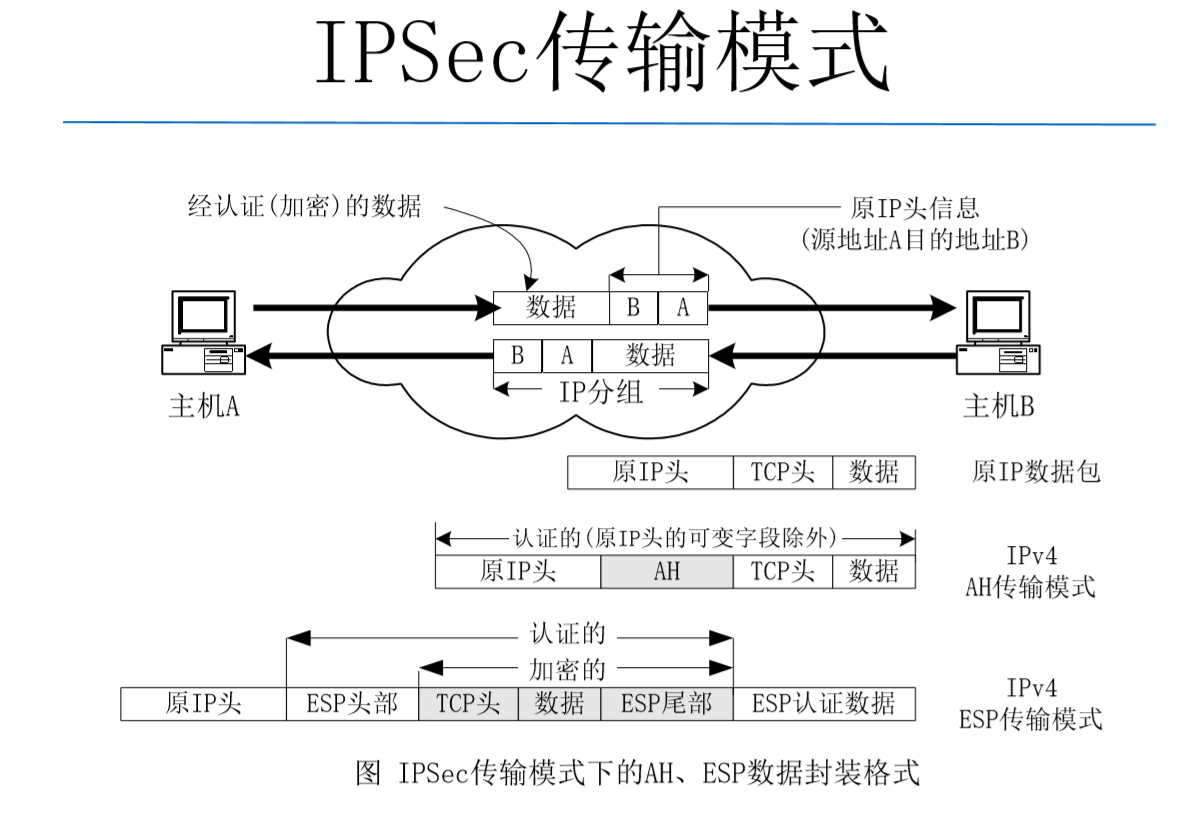 IPSec传输模式
经认证(加密)的数据
原IP头信息
(源地址A目的地址B)
数据 B A
B A 数据
IP分组
主机A
主机B
原IP头 TCP头 数据 原IP数据包
认证的(原IP头的可变字段除外)
原IP头 AH TCP头 数据
IPv4
AH传输模式
认证的
加密的
原IP头 ESP头部 TCP头 数据 ESP尾部 ESP认证数据
IPv4
ESP传输模式
图 IPSec传输模式下的AH、ESP数据封装格式